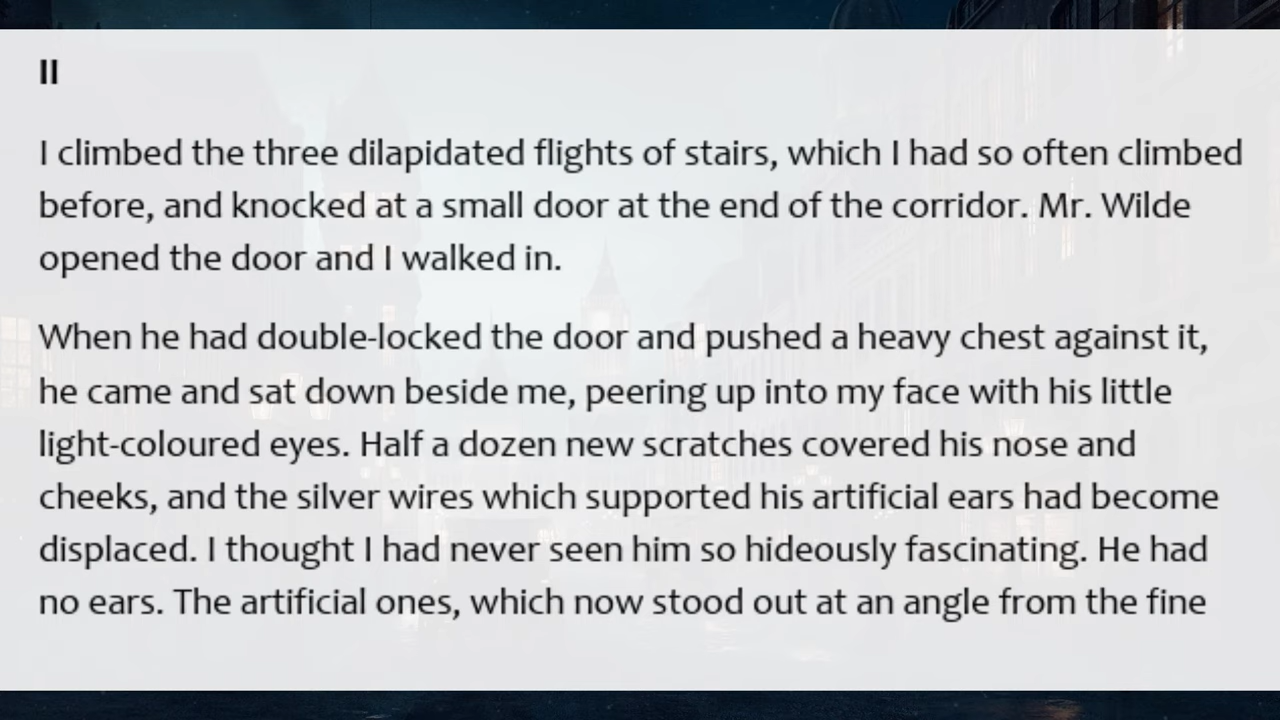 II
I climbed the three dilapidated flights of stairs, which I had so often climbed
before, and knocked at a small door at the end of the corridor. Mr. Wilde
opened the door and I walked in.
When he had double-locked the door and pushed a heavy chest against it,
he came and sat down beside me, peering up into my face with his little
light-coloured eyes. Half a dozen new scratches covered his nose and
cheeks, and the silver wires which supported his artificial ears had become
displaced. I thought I had never seen him so hideously fascinating. He had
no ears. The artificial ones, which now stood out at an angle from the fine